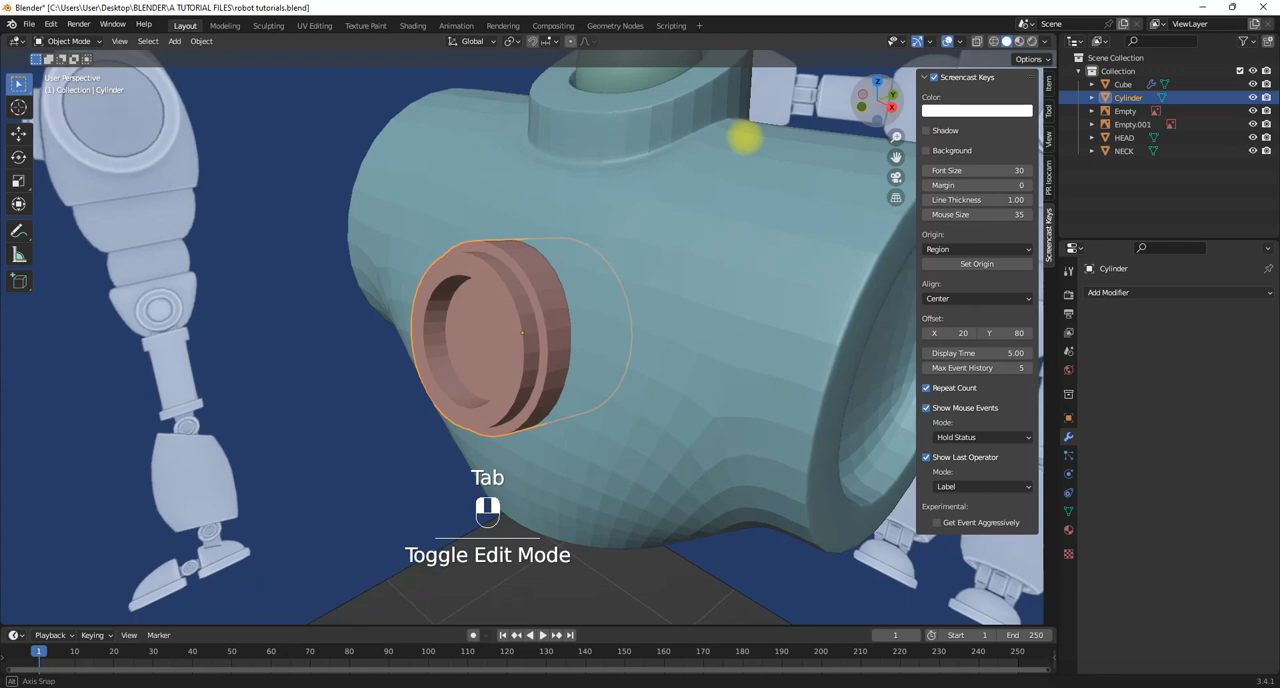 Blender* [C:\Users\User\Desktop\BLENDER\A TUTORIAL FILES\robot tutorials.blend]
File Edit Render Window Help Layout Modeling Sculpting UV Editing Texture Paint Shading Animation Rendering Compositing Geometry Nodes Scripting + Scene ViewLayer
Object Mode View Select Add Object Global
Options
User Perspective
(1) Collection | Cylinder
Z
Y
X
Screencast Keys
Color:
Shadow
Background
Font Size 30
Margin 0
Line Thickness 1.00
Mouse Size 35
Origin:
Region
Set Origin
Align:
Center
Offset:
X 20 Y 80
Display Time 5.00
Max Event History 5
Repeat Count
Show Mouse Events
Mode:
Hold Status
Show Last Operator
Mode:
Label
Experimental:
Get Event Aggressively
Item
Tool
View
PR Isocam
Screencast Keys
Scene Collection
Collection
Cube
Cylinder
Empty
Empty.001
HEAD
NECK
Cylinder
Add Modifier
Tab
Toggle Edit Mode
Playback Keying View Marker 1 Start 1 End 250
1 10 20 30 40 50 60 70 80 90 100 110 120 130 140 150 160 170 180 190 200 210 220 230 240 250
Alt Axis Snap 3.4.1